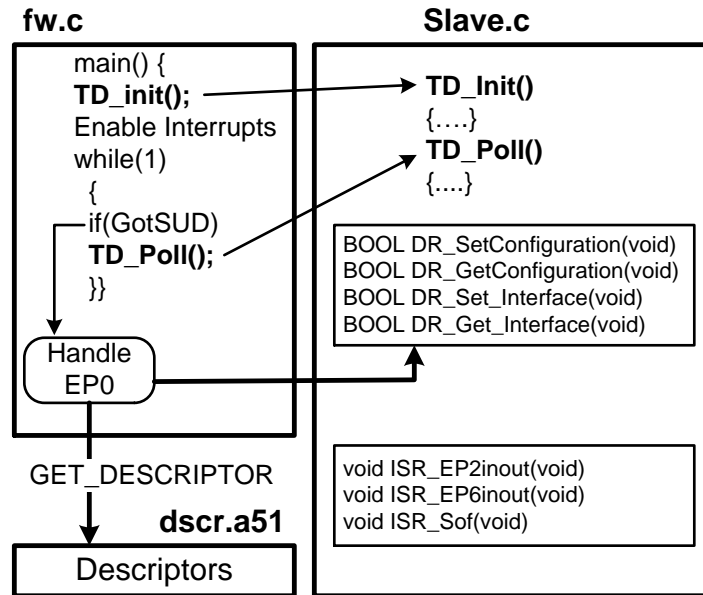 fw.c
main() {
TD_init();
Enable Interrupts
while(1)
{
if(GotSUD)
TD_Poll();
}}
Handle
EP0
GET_DESCRIPTOR
dscr.a51
Descriptors
Slave.c
TD_Init()
{....}
TD_Poll()
{....}
BOOL DR_SetConfiguration(void)
BOOL DR_GetConfiguration(void)
BOOL DR_Set_Interface(void)
BOOL DR_Get_Interface(void)
void ISR_EP2inout(void)
void ISR_EP6inout(void)
void ISR_Sof(void)